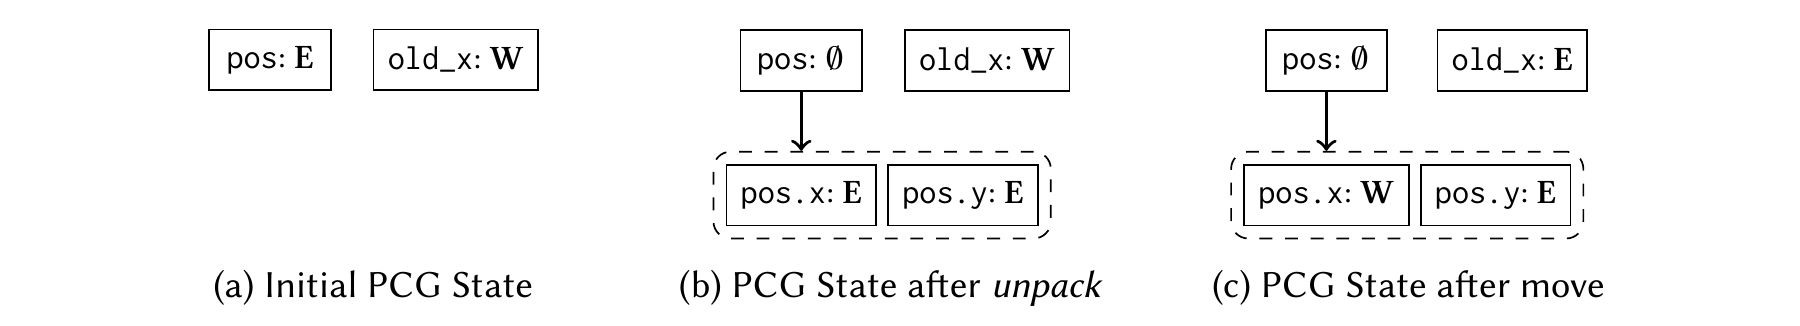 pos: E old_x: W pos: ∅ old_x: W pos: ∅ old_x: E
pos.x: E pos.y: E pos.x: W pos.y: E
(a) Initial PCG State (b) PCG State after unpack (c) PCG State after move